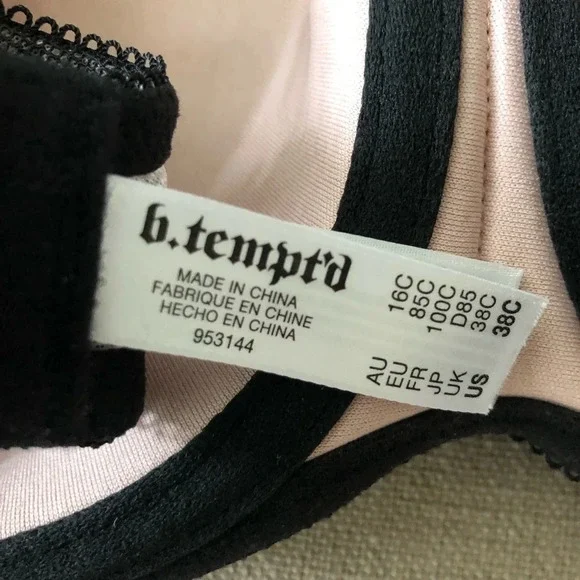 b.tempt'd
MADE IN CHINA
FABRIQUE EN CHINE
HECHO EN CHINA
953144
AU 16C
EU 85C
FR 100C
JP D85
UK 38C
US 38C